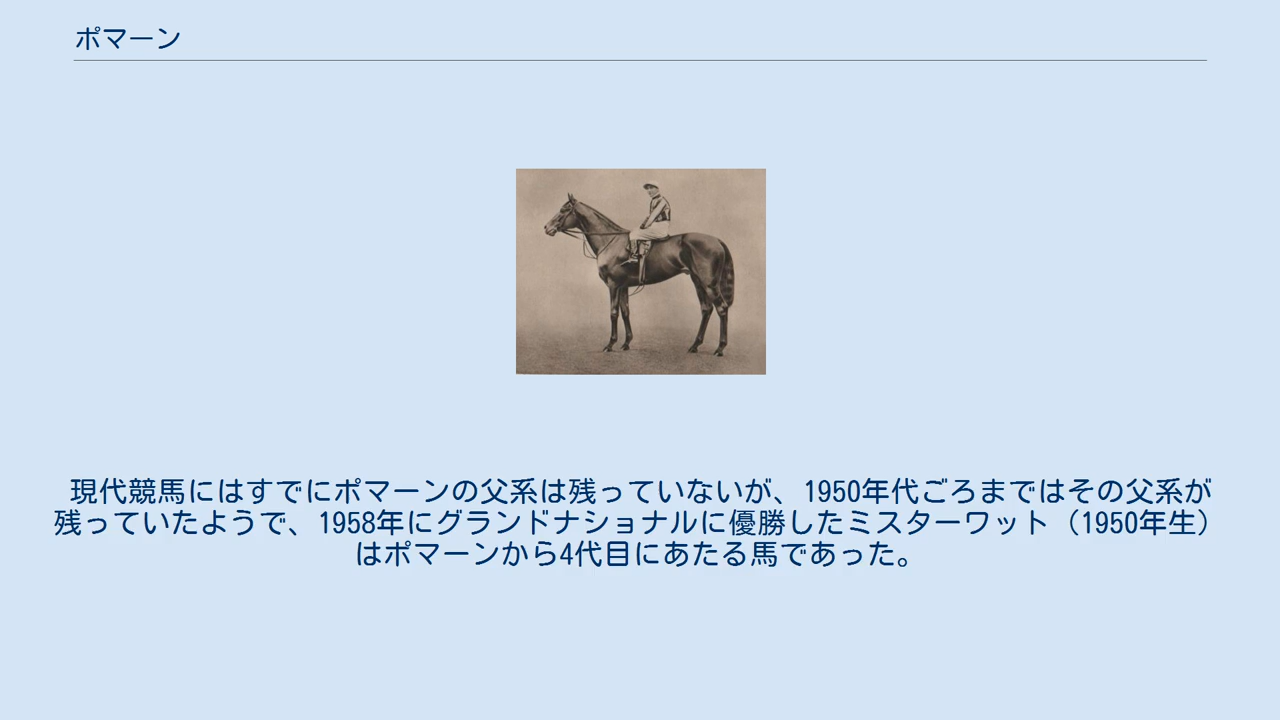 ポマーン
現代競馬にはすでにポマーンの父系は残っていないが、1950年代ごろまではその父系が
残っていたようで、1958年にグランドナショナルに優勝したミスターワット（1950年生）
はポマーンから4代目にあたる馬であった。